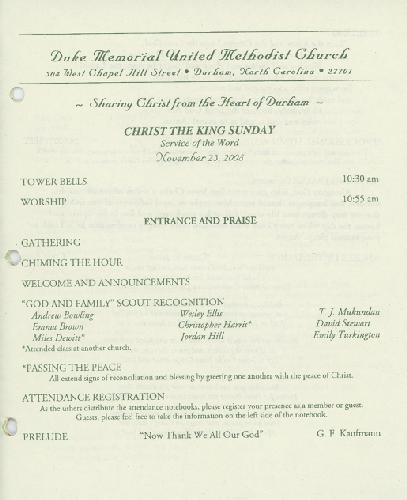 Duke Memorial United Methodist Church
504 West Chapel Hill Street • Durham, North Carolina • 27701
~ Sharing Christ from the Heart of Durham ~
CHRIST THE KING SUNDAY
Service of the Word
November 23, 2008
TOWER BELLS 10:30 am
WORSHIP 10:55 am
ENTRANCE AND PRAISE
GATHERING
CHIMING THE HOUR
WELCOME AND ANNOUNCEMENTS
"GOD AND FAMILY" SCOUT RECOGNITION
Andrew Bowling Wesley Ellis T. J. Mukundan
Emma Brown Christopher Harris* David Stewart
Miles Dewitt* Jordan Hill Emily Turkington
*Attended class at another church.
*PASSING THE PEACE
All extend signs of reconciliation and blessing by greeting one another with the peace of Christ.
ATTENDANCE REGISTRATION
As the ushers distribute the attendance notebooks, please register your presence as a member or guest.
Guests, please feel free to take the information on the left side of the notebook.
PRELUDE "Now Thank We All Our God" G. F. Kaufmann